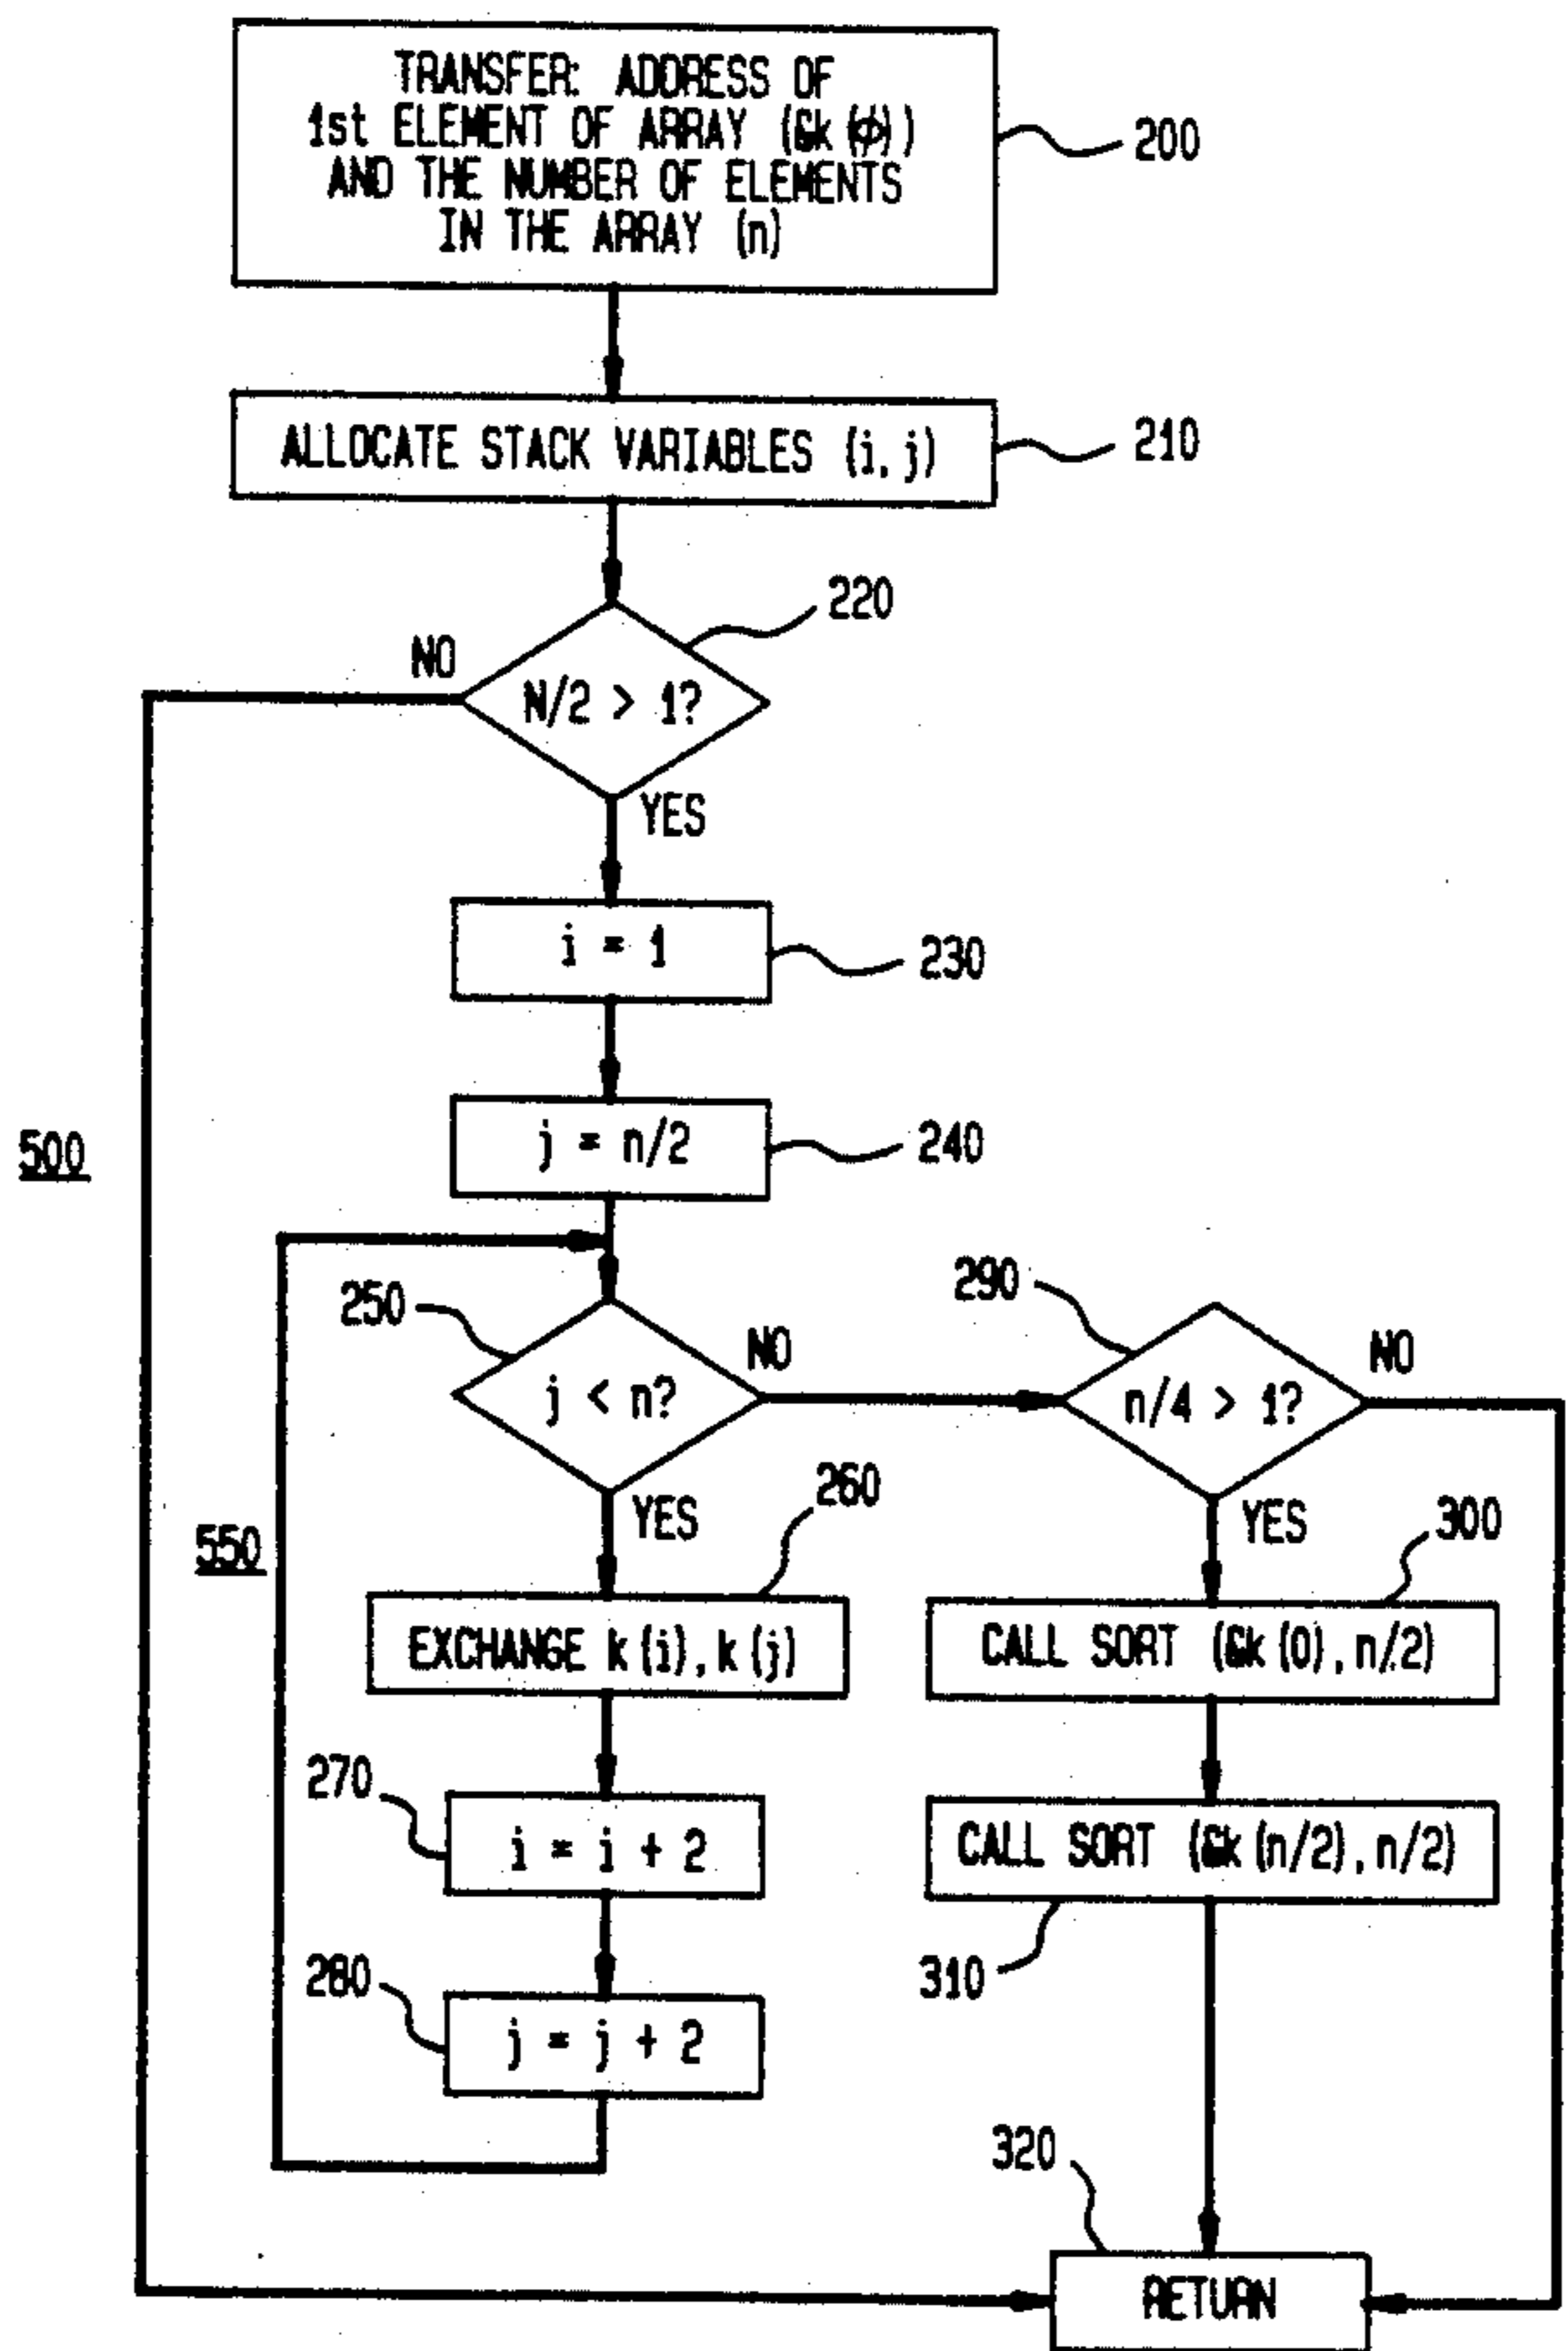 TRANSFER: ADDRESS OF
1st ELEMENT OF ARRAY (&k(ϕ))
AND THE NUMBER OF ELEMENTS
IN THE ARRAY (n)
200
ALLOCATE STACK VARIABLES (i, j)
210
220
NO
N/2 > 1?
YES
i = 1
230
j = n/2
240
500
250
j < n?
NO
290
n/4 > 1?
NO
YES
260
YES
300
550
EXCHANGE k(i), k(j)
CALL SORT (&k(0), n/2)
270
i = i + 2
CALL SORT (&k(n/2), n/2)
310
280
j = j + 2
320
RETURN